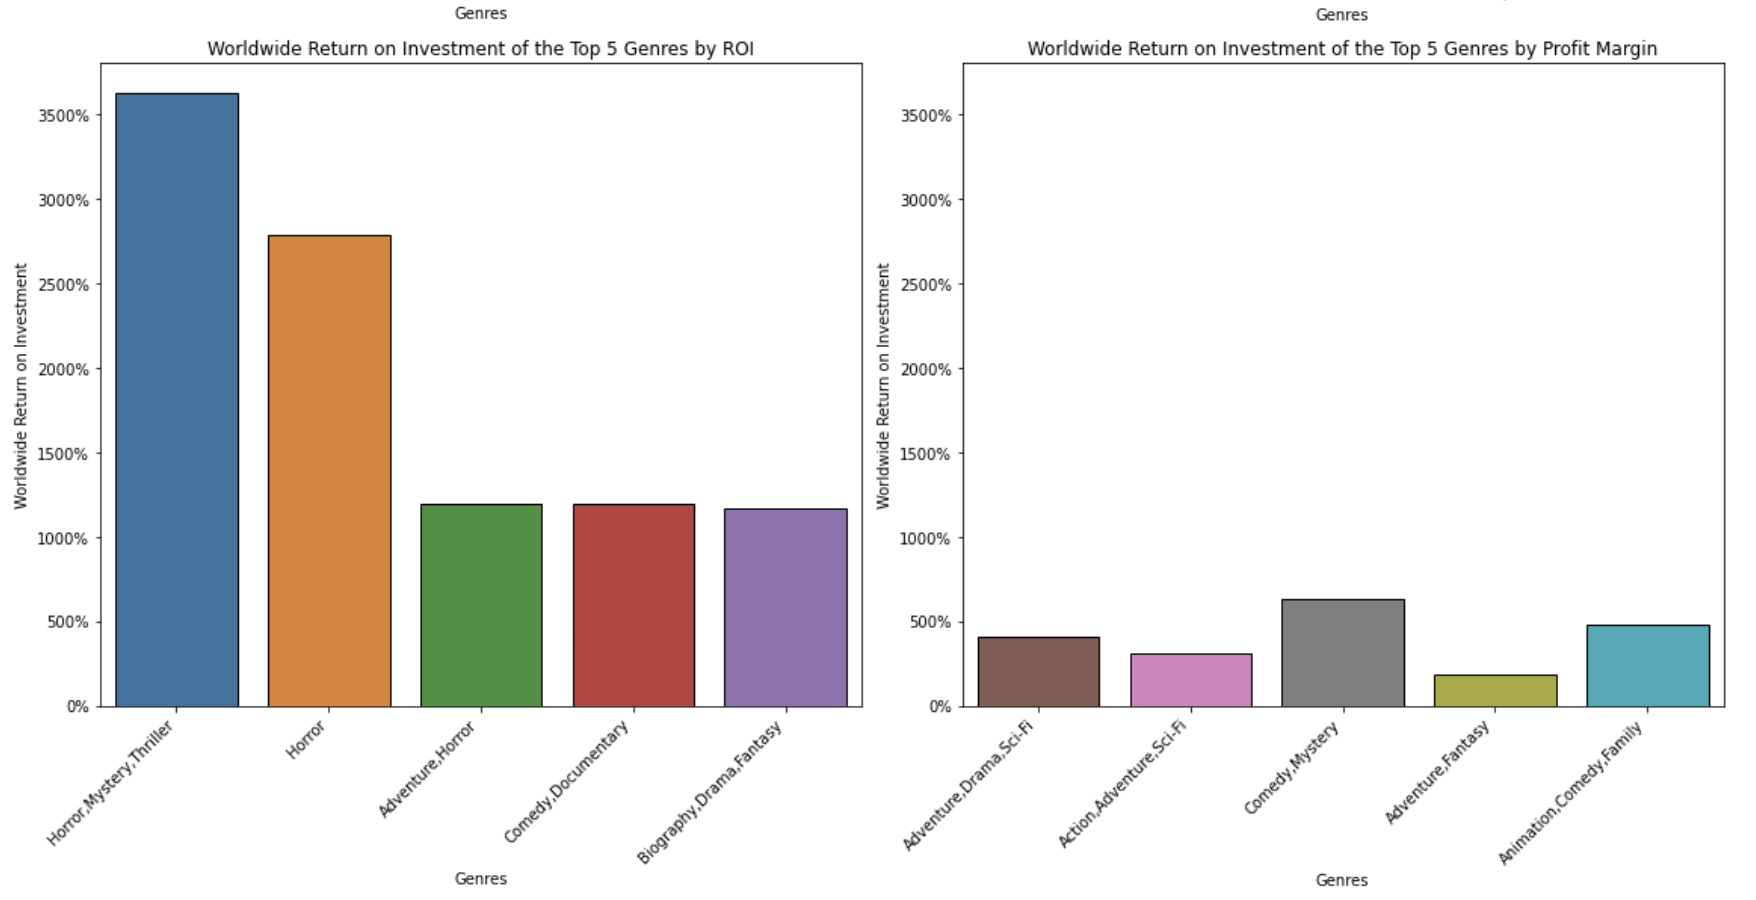 Genres
Genres
Worldwide Return on Investment of the Top 5 Genres by ROI
Worldwide Return on Investment
3500%
3000%
2500%
2000%
1500%
1000%
500%
0%
Horror,Mystery,Thriller
Horror
Adventure,Horror
Comedy,Documentary
Biography,Drama,Fantasy
Genres
Worldwide Return on Investment of the Top 5 Genres by Profit Margin
Worldwide Return on Investment
3500%
3000%
2500%
2000%
1500%
1000%
500%
0%
Adventure,Drama,Sci-Fi
Action,Adventure,Sci-Fi
Comedy,Mystery
Adventure,Fantasy
Animation,Comedy,Family
Genres